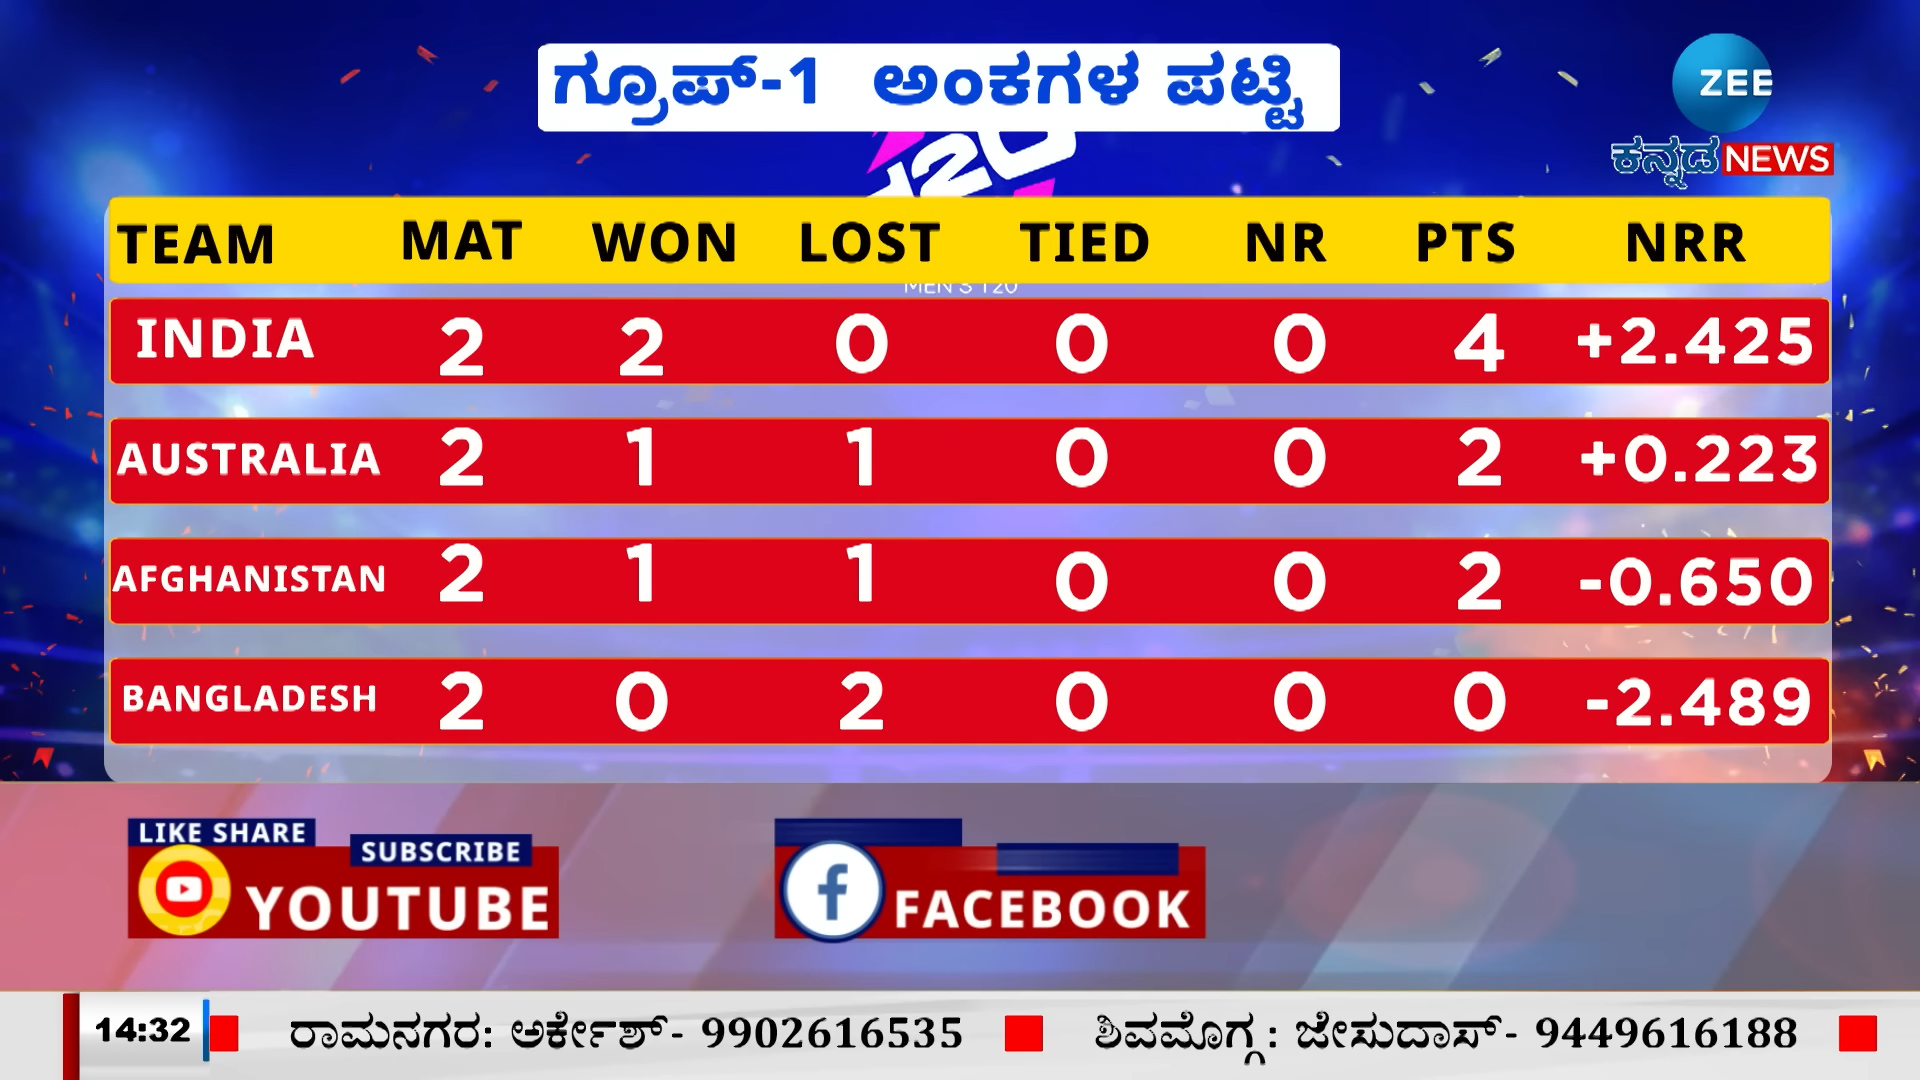 ಗ್ರೂಪ್-1 ಅಂಕಗಳ ಪಟ್ಟಿ
ZEE
ಕನ್ನಡ NEWS
T20
TEAM MAT WON LOST TIED NR PTS NRR
MEN'S T20
INDIA 2 2 0 0 0 4 +2.425
AUSTRALIA 2 1 1 0 0 2 +0.223
AFGHANISTAN 2 1 1 0 0 2 -0.650
BANGLADESH 2 0 2 0 0 0 -2.489
LIKE SHARE
SUBSCRIBE
YOUTUBE
FACEBOOK
14:32 ರಾಮನಗರ: ಅರ್ಕೇಶ್- 9902616535 ಶಿವಮೊಗ್ಗ: ಜೇಸುದಾಸ್- 9449616188